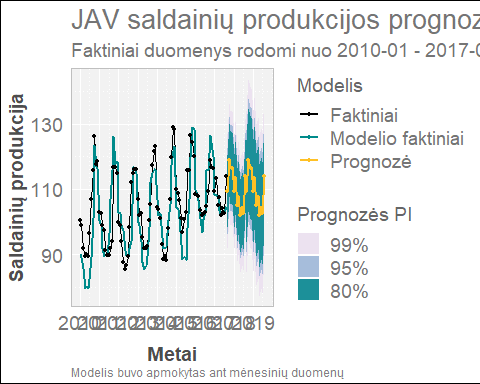 JAV saldainių produkcijos prognoz
Faktiniai duomenys rodomi nuo 2010-01 - 2017-0
Saldainių produkcija
130
110
90
Metai
Modelis buvo apmokytas ant mėnesinių duomenų
Modelis
Faktiniai
Modelio faktiniai
Prognozė
Prognozės PI
99%
95%
80%